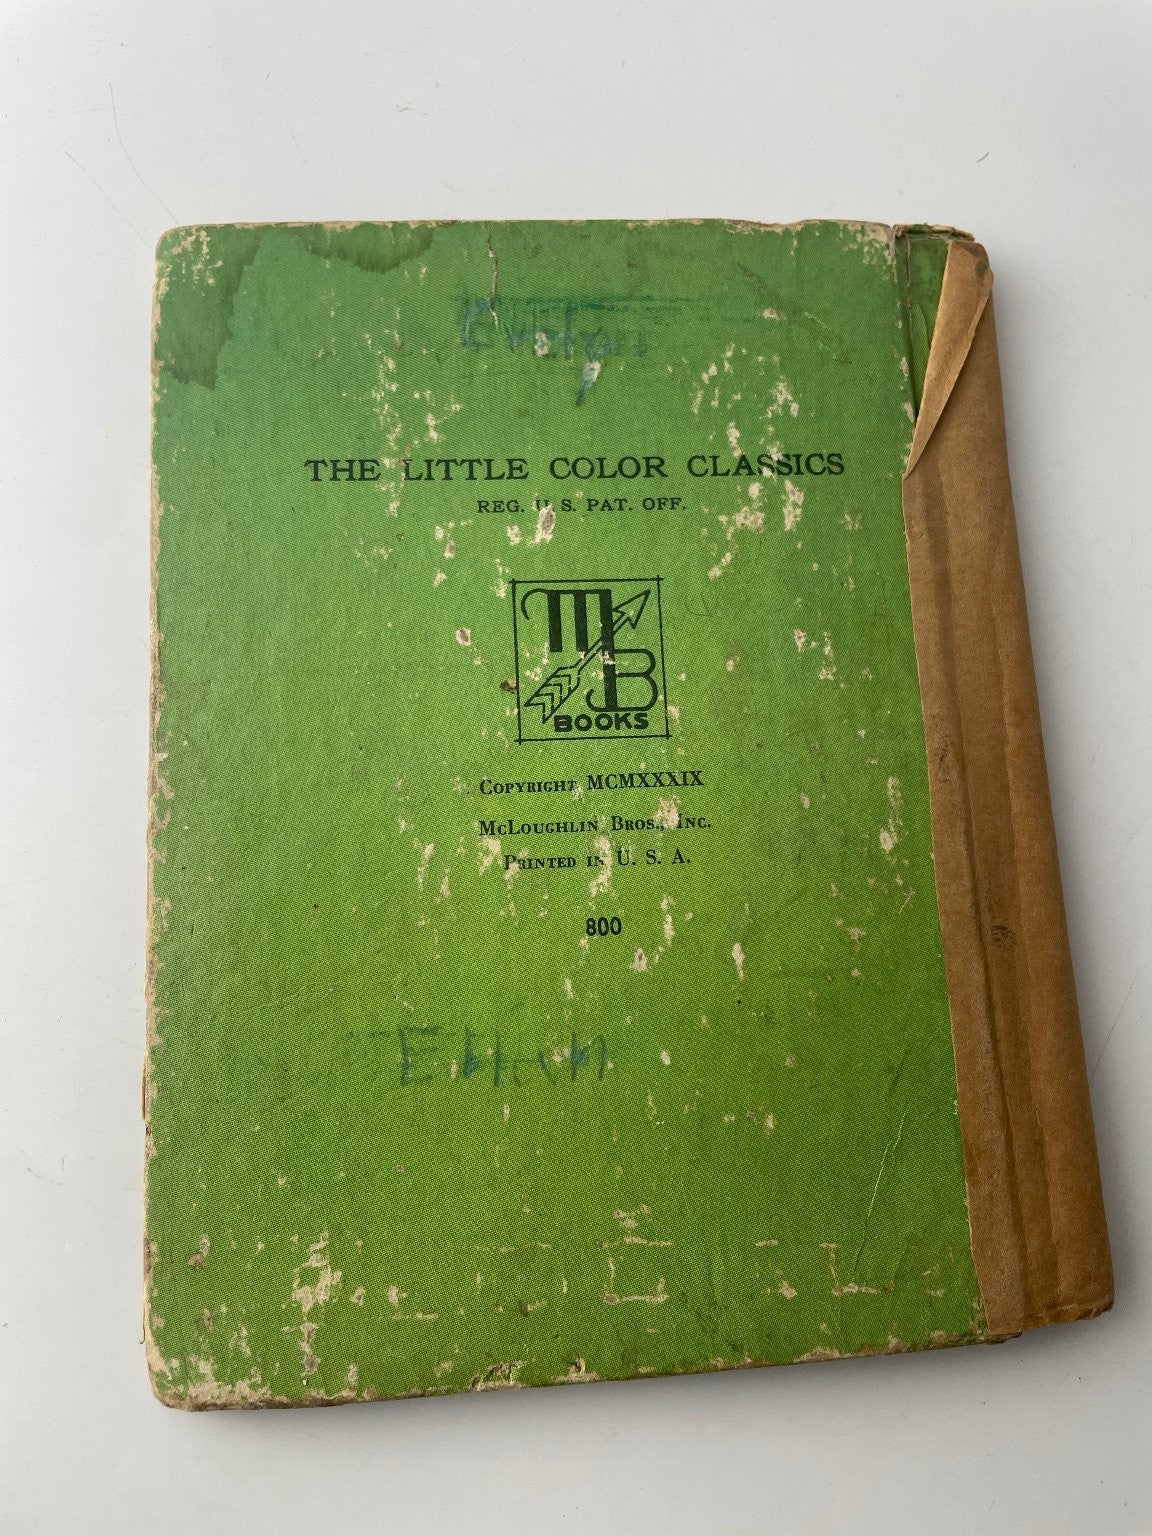 THE LITTLE COLOR CLASSICS
REG. U. S. PAT. OFF.
MB
BOOKS
COPYRIGHT MCMXXXIX
MCLOUGHLIN BROS., INC.
PRINTED IN U. S. A.
800